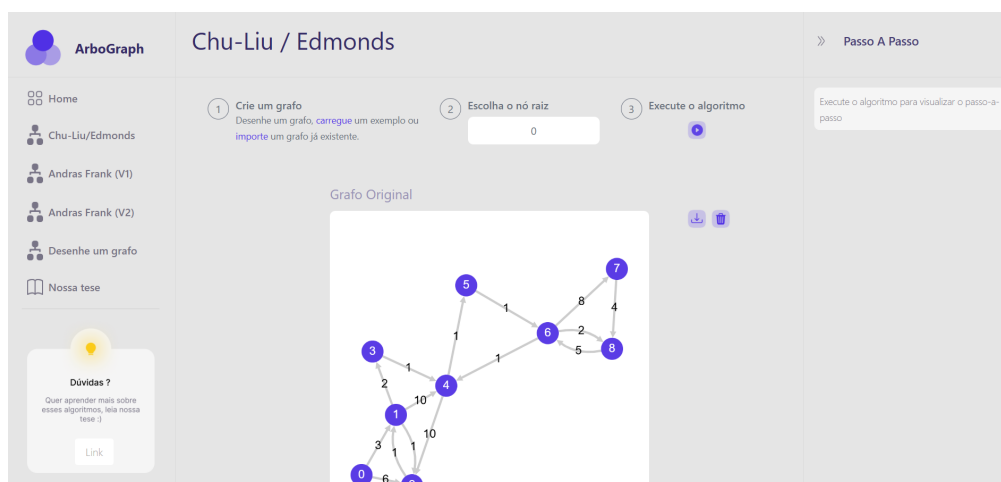 ArboGraph
Home
Chu-Liu/Edmonds
Andras Frank (V1)
Andras Frank (V2)
Desenhe um grafo
Nossa tese
Dúvidas ?
Quer aprender mais sobre
esses algoritmos, leia nossa
tese :)
Link
Chu-Liu / Edmonds
1
Crie um grafo
Desenhe um grafo, carregue um exemplo ou
importe um grafo já existente.
2
Escolha o nó raiz
0
3
Execute o algoritmo
Grafo Original
7
5
8
1
4
6
2
1
5
8
3
1
1
4
2
10
1
10
3
1
1
0
6
Passo A Passo
Execute o algoritmo para visualizar o passo-a-
passo